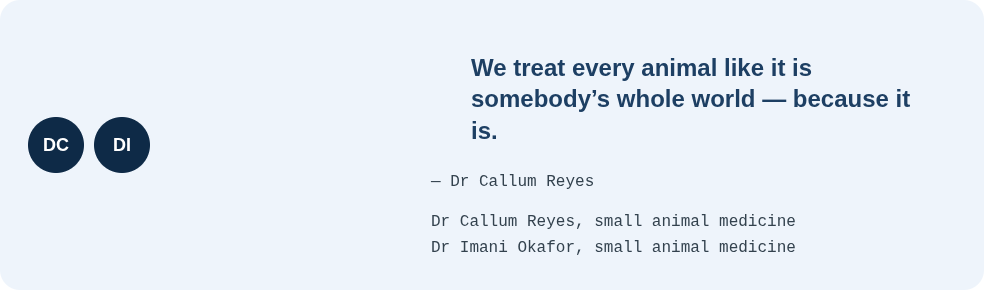 DC
DI
We treat every animal like it is
somebody’s whole world — because it
is.
— Dr Callum Reyes
Dr Callum Reyes, small animal medicine
Dr Imani Okafor, small animal medicine